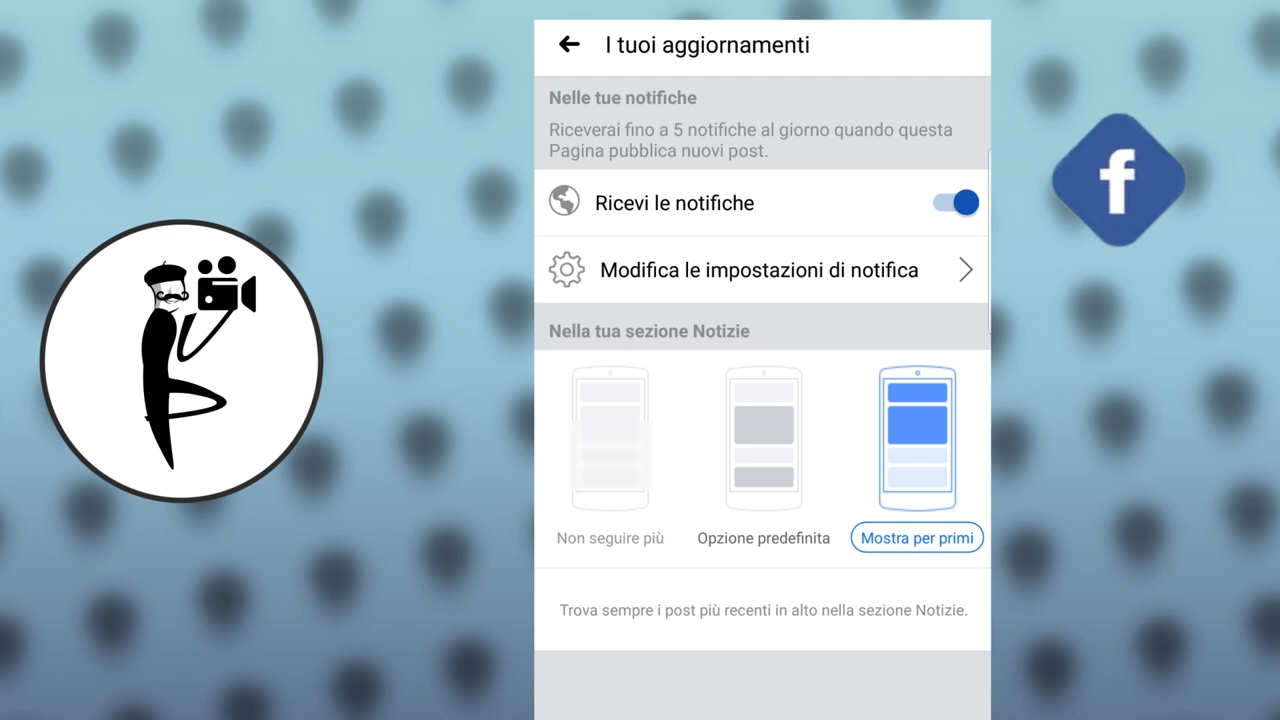 I tuoi aggiornamenti
Nelle tue notifiche
Riceverai fino a 5 notifiche al giorno quando questa
Pagina pubblica nuovi post.
Ricevi le notifiche
Modifica le impostazioni di notifica
Nella tua sezione Notizie
Non seguire più
Opzione predefinita
Mostra per primi
Trova sempre i post più recenti in alto nella sezione Notizie.
f